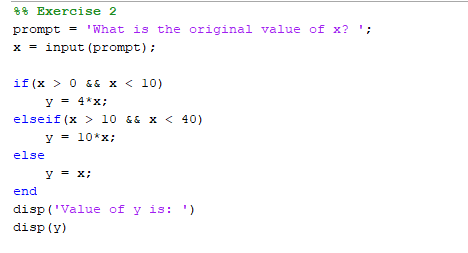 %% Exercise 2
prompt = 'What is the original value of x? ';
x = input(prompt);
if(x > 0 && x < 10)
y = 4*x;
elseif(x > 10 && x < 40)
y = 10*x;
else
y = x;
end
disp('Value of y is: ')
disp(y)